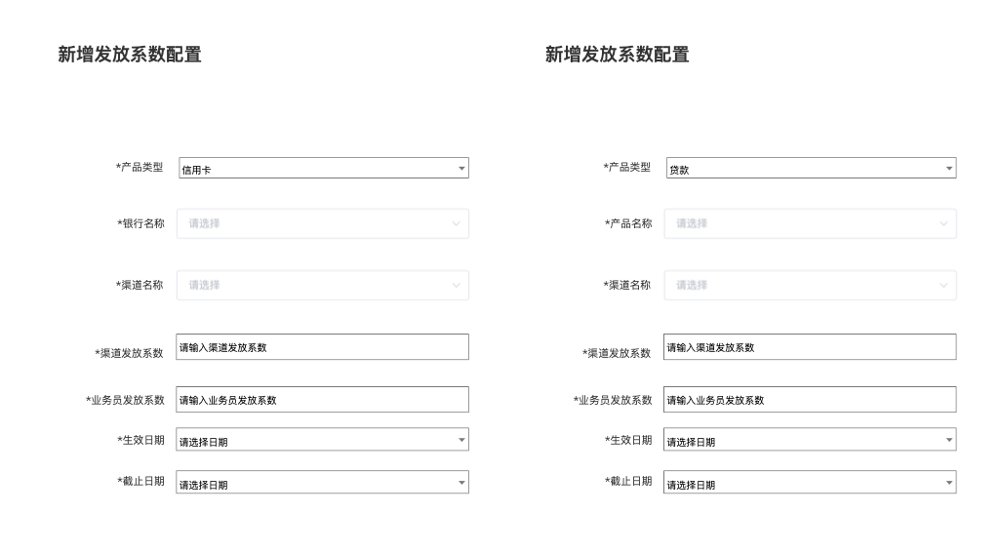 新增发放系数配置
*产品类型 信用卡
*银行名称 请选择
*渠道名称 请选择
*渠道发放系数 请输入渠道发放系数
*业务员发放系数 请输入业务员发放系数
*生效日期 请选择日期
*截止日期 请选择日期
新增发放系数配置
*产品类型 贷款
*产品名称 请选择
*渠道名称 请选择
*渠道发放系数 请输入渠道发放系数
*业务员发放系数 请输入业务员发放系数
*生效日期 请选择日期
*截止日期 请选择日期